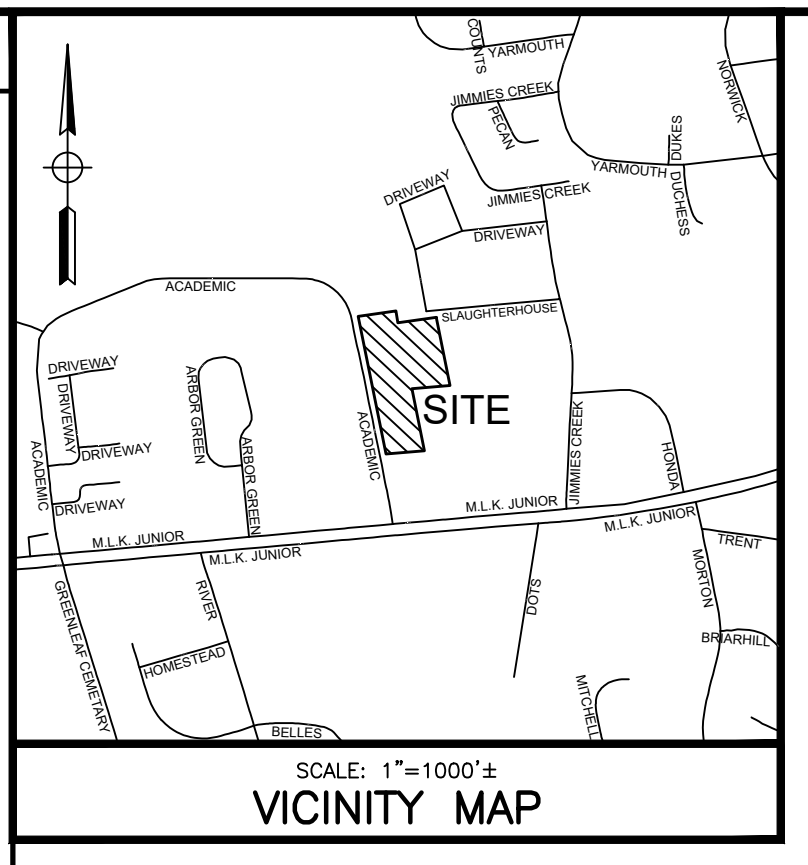 COUNTS
YARMOUTH
NORWICK
JIMMIES CREEK
PECAN
DUKES
YARMOUTH
DUCHESS
DRIVEWAY
JIMMIES CREEK
DRIVEWAY
ACADEMIC
SLAUGHTERHOUSE
DRIVEWAY
DRIVEWAY
ARBOR GREEN
ACADEMIC
SITE
JIMMIES CREEK
HONDA
ACADEMIC
DRIVEWAY
ARBOR GREEN
DRIVEWAY
M.L.K. JUNIOR
M.L.K. JUNIOR
M.L.K. JUNIOR
M.L.K. JUNIOR
TRENT
GREENLEAF CEMETARY
RIVER
DOTS
MORTON
HOMESTEAD
BRIARHILL
MITCHELL
BELLES
SCALE: 1"=1000'±
VICINITY MAP